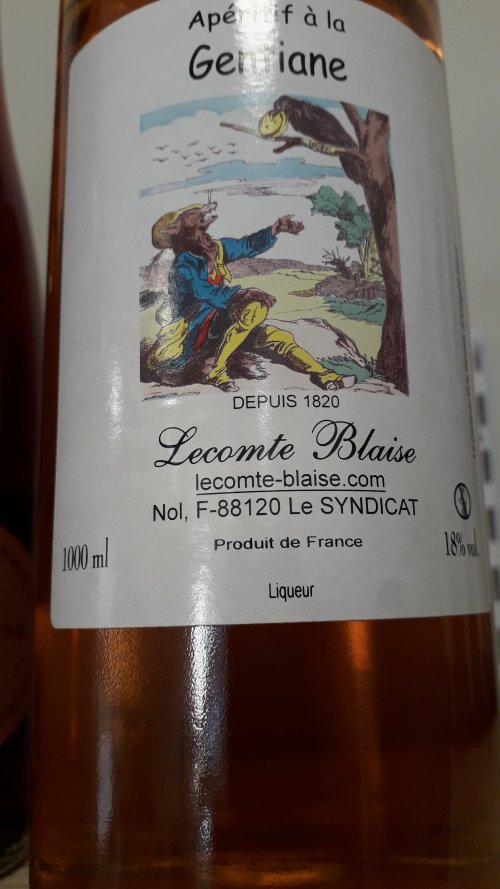 Apéritif à la
Gentiane
DEPUIS 1820
Lecomte Blaise
lecomte-blaise.com
Nol, F-88120 Le SYNDICAT
Produit de France
1000 ml
18% vol.
Liqueur